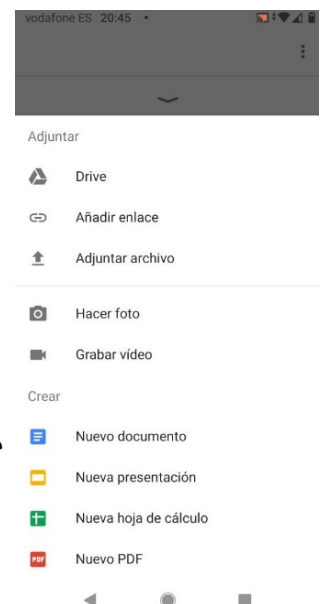 vodafone ES 20:45
Adjuntar
Drive
Añadir enlace
Adjuntar archivo
Hacer foto
Grabar vídeo
Crear
Nuevo documento
Nueva presentación
Nueva hoja de cálculo
PDF Nuevo PDF